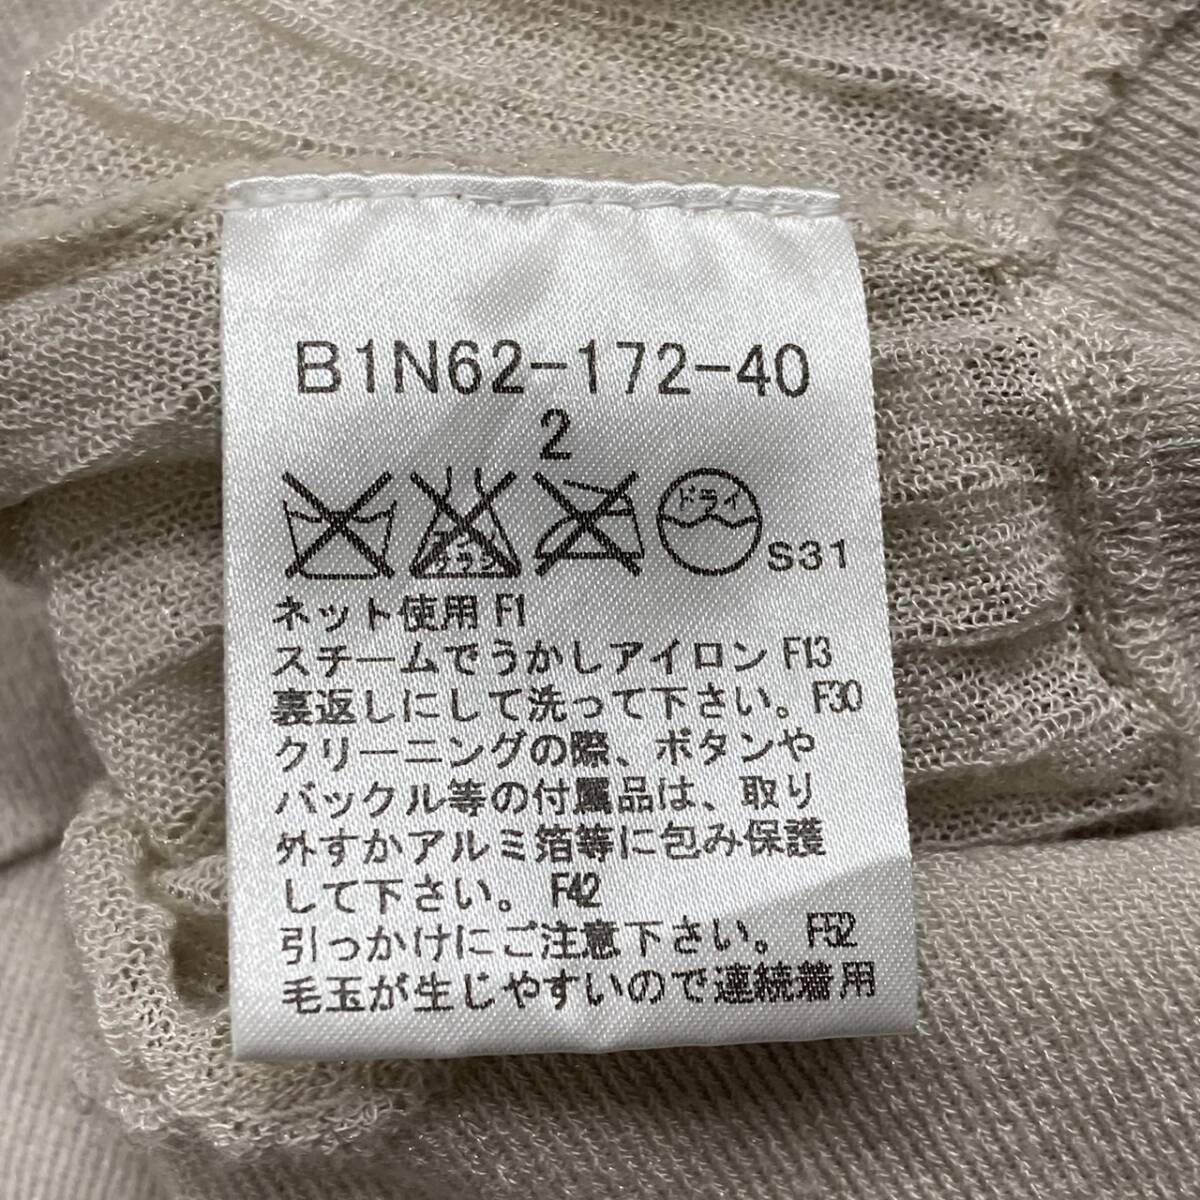 B1N62-172-40
2
ドライ
S31
ネット使用 F1
スチームでうかしアイロン F13
裏返しにして洗って下さい。F30
クリーニングの際、ボタンや
バックル等の付属品は、取り
外すかアルミ箔等に包み保護
して下さい。 F42
引っかけにご注意下さい。 F52
毛玉が生じやすいので連続着用